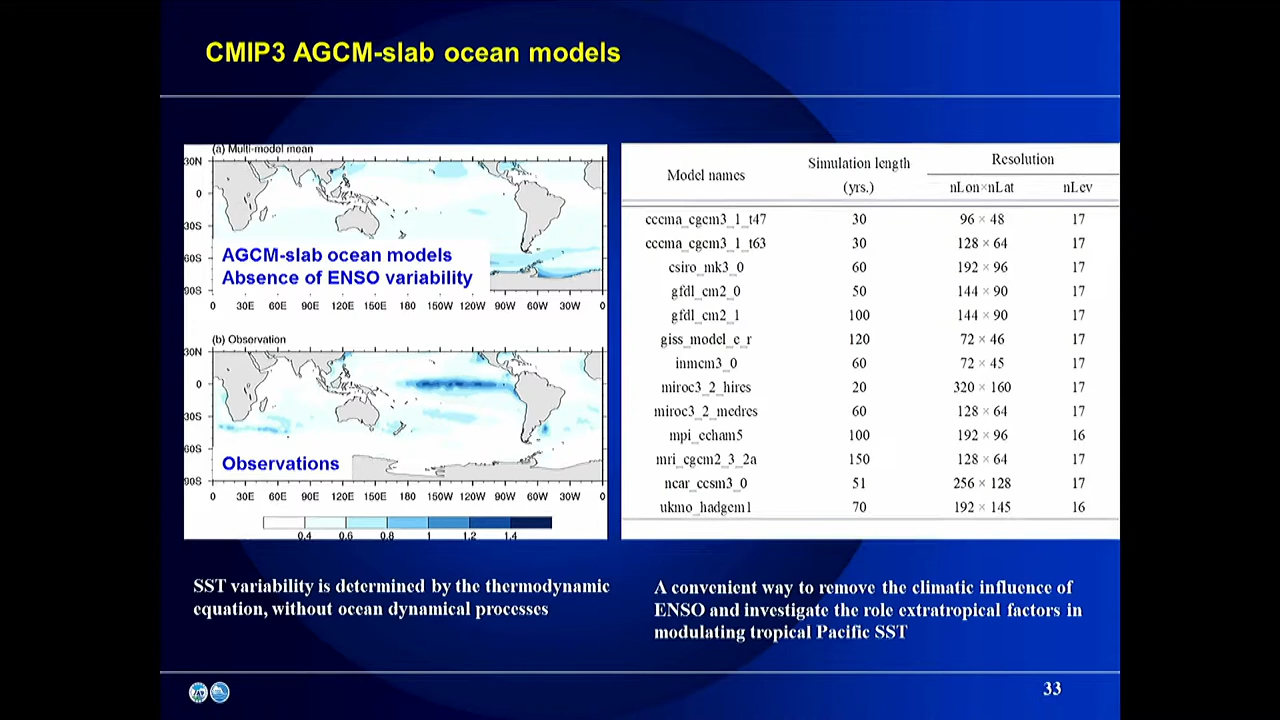 CMIP3 AGCM-slab ocean models
(a) Multi-model mean
30N
0
30S
60S
90S
AGCM-slab ocean models
Absence of ENSO variability
0 30E 60E 90E 120E 150E 180 150W 120W 90W 60W 30W 0
(b) Observation
30N
0
30S
60S
90S
Observations
0 30E 60E 90E 120E 150E 180 150W 120W 90W 60W 30W 0
0.4 0.6 0.8 1 1.2 1.4
Model names Simulation length (yrs.) Resolution
nLon×nLat nLev
cccma_cgcm3_1_t47 30 96 × 48 17
cccma_cgcm3_1_t63 30 128 × 64 17
csiro_mk3_0 60 192 × 96 17
gfdl_cm2_0 50 144 × 90 17
gfdl_cm2_1 100 144 × 90 17
giss_model_e_r 120 72 × 46 17
inmcm3_0 60 72 × 45 17
miroc3_2_hires 20 320 × 160 17
miroc3_2_medres 60 128 × 64 17
mpi_echam5 100 192 × 96 16
mri_cgcm2_3_2a 150 128 × 64 17
ncar_ccsm3_0 51 256 × 128 17
ukmo_hadgem1 70 192 × 145 16
SST variability is determined by the thermodynamic
equation, without ocean dynamical processes
A convenient way to remove the climatic influence of
ENSO and investigate the role extratropical factors in
modulating tropical Pacific SST
33